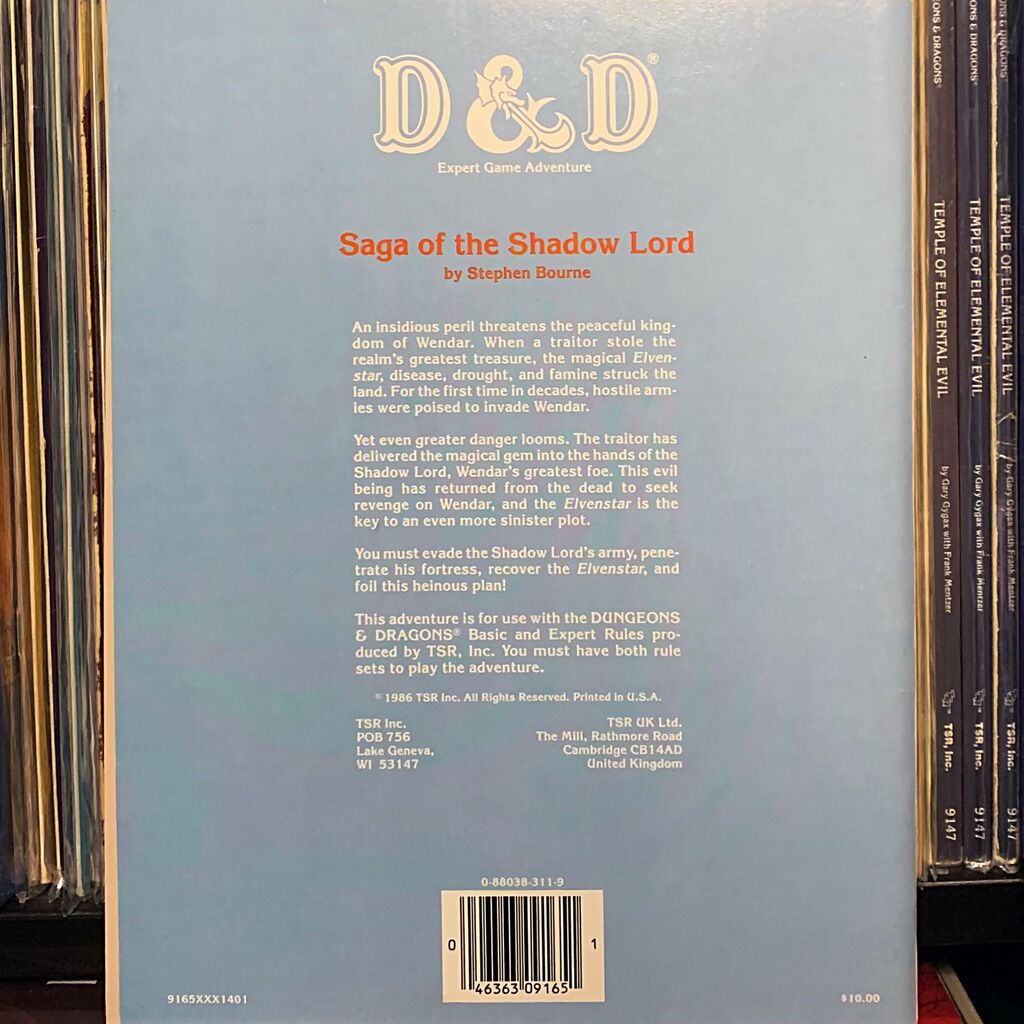 D&D®
Expert Game Adventure
Saga of the Shadow Lord
by Stephen Bourne
An insidious peril threatens the peaceful king-
dom of Wendar. When a traitor stole the
realm's greatest treasure, the magical Elven-
star, disease, drought, and famine struck the
land. For the first time in decades, hostile arm-
ies were poised to invade Wendar.
Yet even greater danger looms. The traitor has
delivered the magical gem into the hands of the
Shadow Lord, Wendar's greatest foe. This evil
being has returned from the dead to seek
revenge on Wendar, and the Elvenstar is the
key to an even more sinister plot.
You must evade the Shadow Lord's army, pene-
trate his fortress, recover the Elvenstar, and
foil this heinous plan!
This adventure is for use with the DUNGEONS
& DRAGONS® Basic and Expert Rules pro-
duced by TSR, Inc. You must have both rule
sets to play the adventure.
© 1986 TSR Inc. All Rights Reserved. Printed in U.S.A.
TSR Inc.
POB 756
Lake Geneva,
WI 53147
TSR UK Ltd.
The Mill, Rathmore Road
Cambridge CB14AD
United Kingdom
0-88038-311-9
0 46363 09165 1
9165XXX1401
$10.00
ONS & DRAGONS® TEMPLE OF ELEMENTAL EVIL by Gary Gygax with Frank Mentzer TSR, Inc. 9147
ONS & DRAGONS® TEMPLE OF ELEMENTAL EVIL by Gary Gygax with Frank Mentzer TSR, Inc. 9147
& DRAGONS® TEMPLE OF ELEMENTAL EVIL by Gary Gygax with Frank Mentzer TSR, Inc. 9147